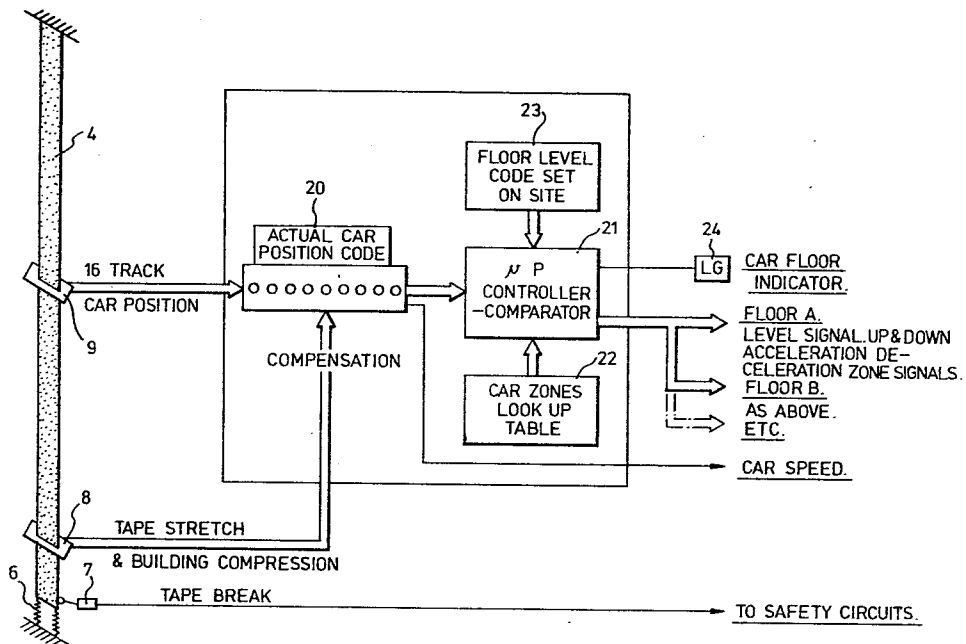 4
23
FLOOR LEVEL
CODE SET
ON SITE
20
ACTUAL CAR
POSITION CODE
21
μ P
CONTROLLER
-COMPARATOR
24
LG
CAR FLOOR
INDICATOR.
16 TRACK
CAR POSITION
9
COMPENSATION
FLOOR A.
LEVEL SIGNAL.UP&DOWN
ACCELERATION DE-
CELERATION ZONE SIGNALS.
FLOOR B.
AS ABOVE.
ETC.
22
CAR ZONES
LOOK UP
TABLE
CAR SPEED.
8
TAPE STRETCH
& BUILDING COMPRESSION
6
7
TAPE BREAK
TO SAFETY CIRCUITS.